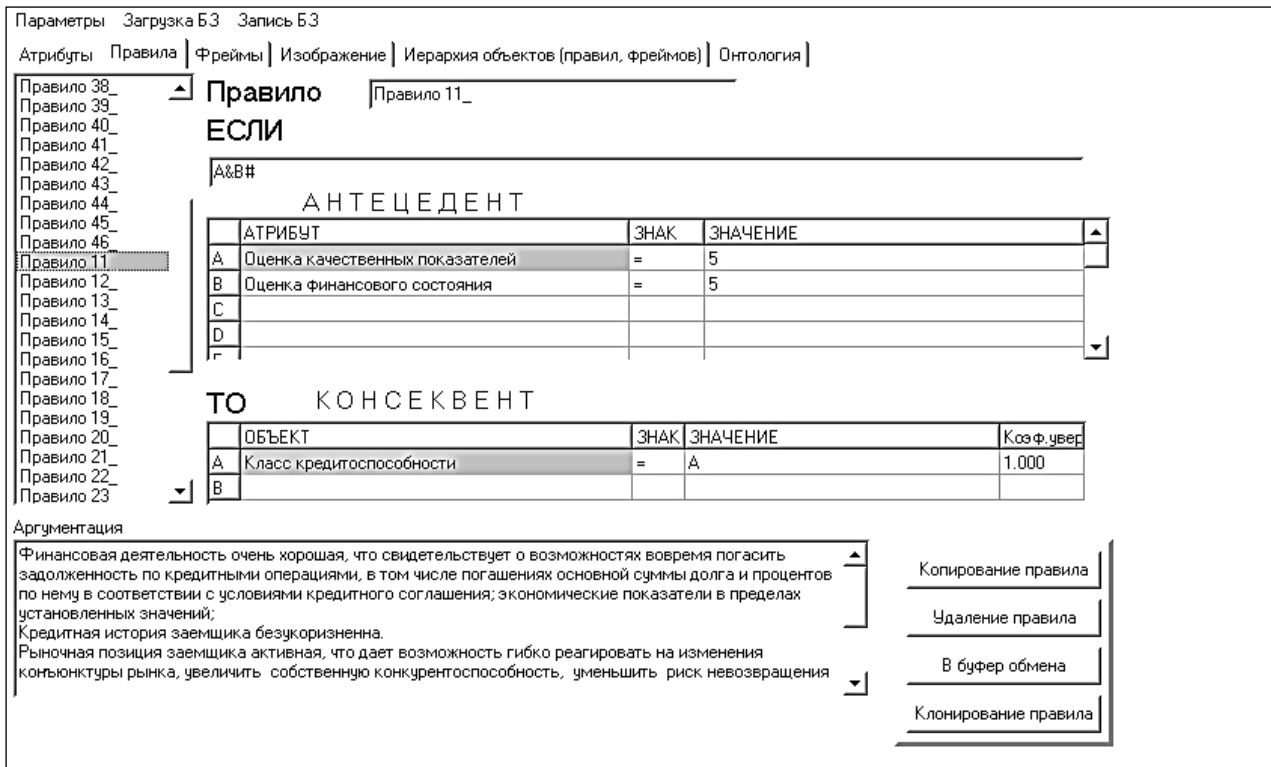 Параметры Загрузка БЗ Запись БЗ
Атрибуты Правила Фреймы Изображение Иерархия объектов (правил, фреймов) Онтология
Правило 38_
Правило 39_
Правило 40_
Правило 41_
Правило 42_
Правило 43_
Правило 44_
Правило 45_
Правило 46_
Правило 11_
Правило 12_
Правило 13_
Правило 14_
Правило 15_
Правило 16_
Правило 17_
Правило 18_
Правило 19_
Правило 20_
Правило 21_
Правило 22_
Правило 23
Правило Правило 11_
ЕСЛИ
A&B#
АНТЕЦЕДЕНТ
АТРИБУТ ЗНАК ЗНАЧЕНИЕ
A Оценка качественных показателей = 5
B Оценка финансового состояния = 5
C
D
ТО КОНСЕКВЕНТ
ОБЪЕКТ ЗНАК ЗНАЧЕНИЕ Коэф.увер
A Класс кредитоспособности = А 1.000
B
Аргументация
Финансовая деятельность очень хорошая, что свидетельствует о возможностях вовремя погасить
задолженность по кредитными операциями, в том числе погашениях основной суммы долга и процентов
по нему в соответствии с условиями кредитного соглашения; экономические показатели в пределах
установленных значений;
Кредитная история заемщика безукоризненна.
Рыночная позиция заемщика активная, что дает возможность гибко реагировать на изменения
конъюнктуры рынка, увеличить собственную конкурентоспособность, уменьшить риск невозвращения
Копирование правила
Удаление правила
В буфер обмена
Клонирование правила